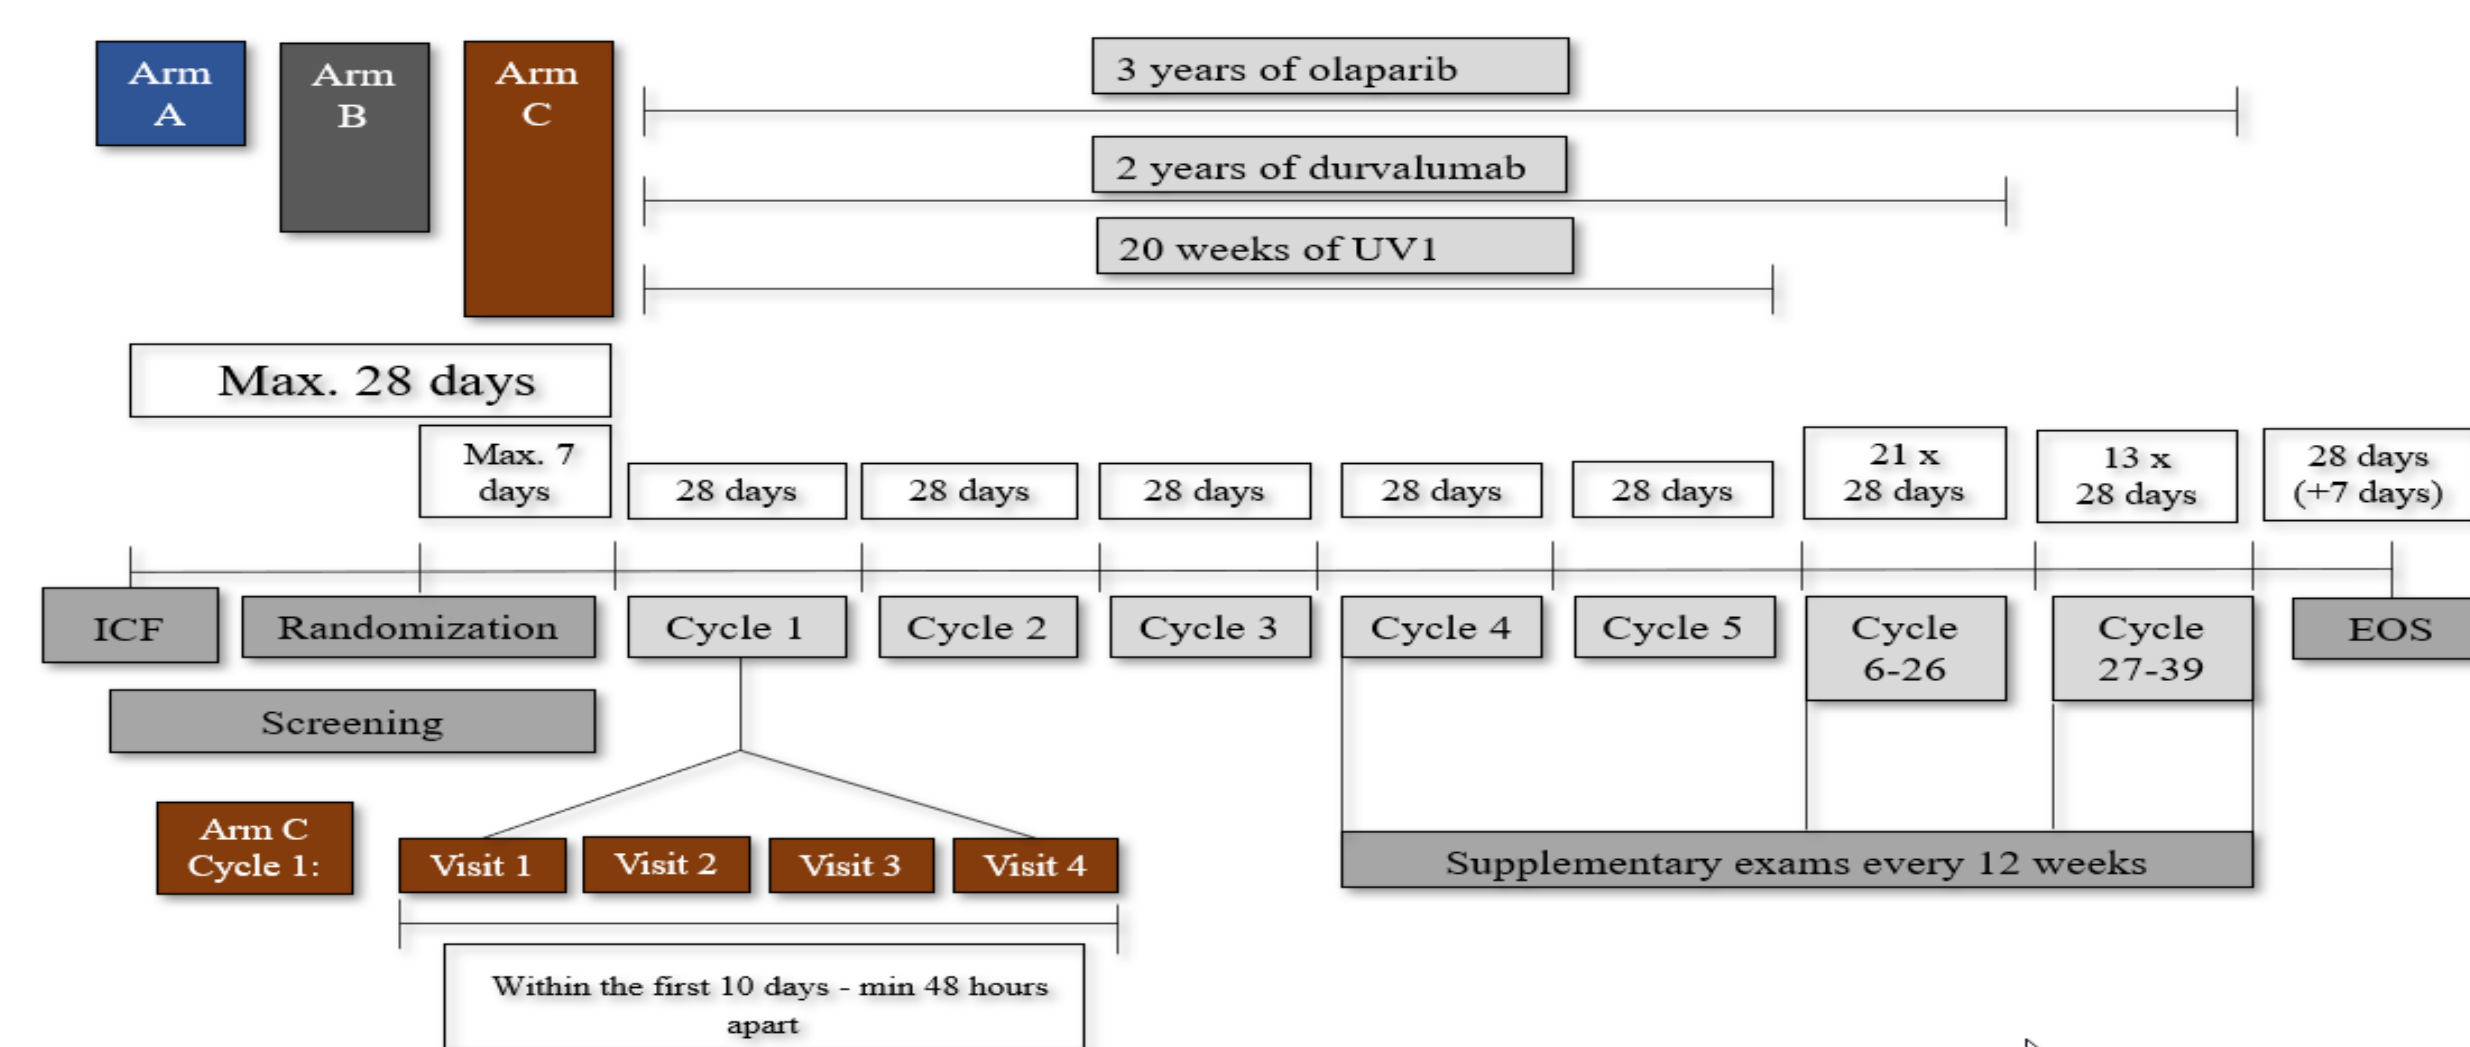 Arm
A
Arm
B
Arm
C
3 years of olaparib
2 years of durvalumab
20 weeks of UV1
Max. 28 days
Max. 7
days
28 days
28 days
28 days
28 days
28 days
21 x
28 days
13 x
28 days
28 days
(+7 days)
ICF
Randomization
Cycle 1
Cycle 2
Cycle 3
Cycle 4
Cycle 5
Cycle
6-26
Cycle
27-39
EOS
Screening
Arm C
Cycle 1:
Visit 1
Visit 2
Visit 3
Visit 4
Supplementary exams every 12 weeks
Within the first 10 days - min 48 hours
apart